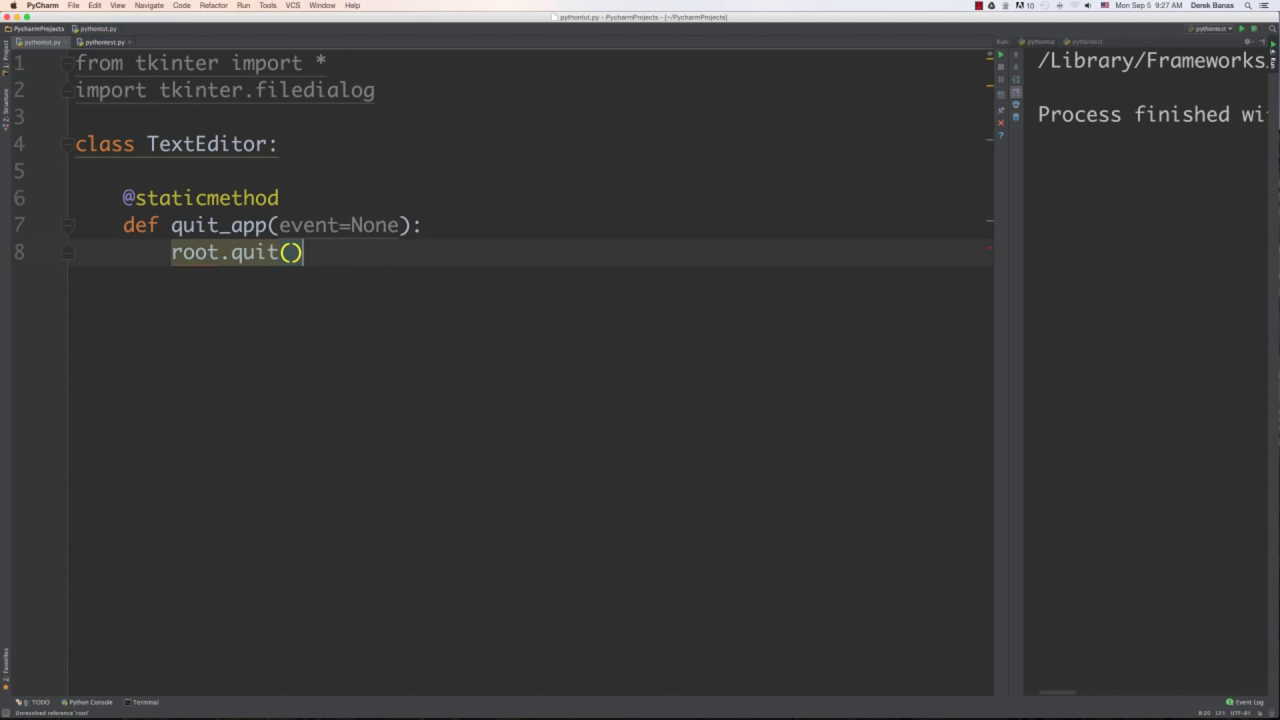 PyCharm File Edit View Navigate Code Refactor Run Tools VCS Window Help 10 Mon Sep 5 9:27 AM Derek Banas
pythontut.py - PycharmProjects - [~/PycharmProjects]
PycharmProjects pythontut.py pythontest
pythontut.py pythontest.py Run: pythontut pythontest
1 from tkinter import *
2 import tkinter.filedialog
3
4 class TextEditor:
5
6 @staticmethod
7 def quit_app(event=None):
8 root.quit()
/Library/Frameworks
Process finished wi
1: Project
7: Structure
2: Favorites
6: TODO Python Console Terminal Event Log
Unresolved reference 'root' 8:20 LF÷ UTF-8÷